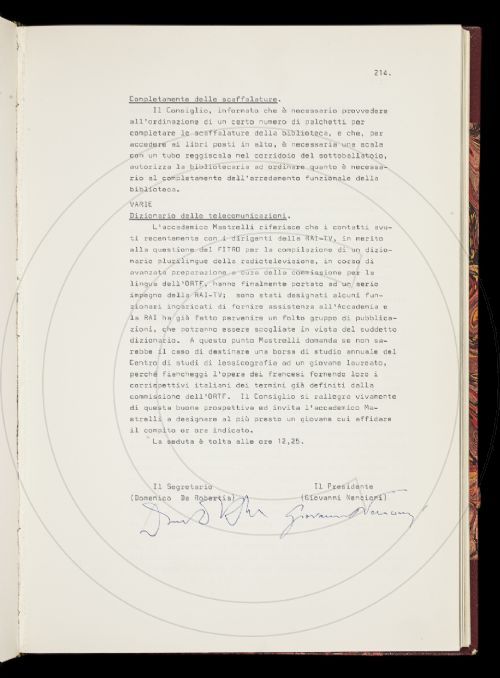 214.
Completamento delle scaffalature.
Il Consiglio, informato che è necessario provvedere
all'ordinazione di un certo numero di palchetti per
completare le scaffalature della biblioteca, e che, per
accedere ai libri posti in alto, è necessaria una scala
con un tubo reggiscala nel corridoio del sottoballatoio,
autorizza la bibliotecaria ad ordinare quanto è necessa-
rio al completamento dell'arredamento funzionale della
biblioteca.
VARIE
Dizionario delle telecomunicazioni.
L'accademico Mastrelli riferisce che i contatti avu-
ti recentemente con i dirigenti della RAI-TV, in merito
alla questione del FITRO per la compilazione di un dizio-
nario plurilingue della radiotelevisione, in corso di
avanzata preparazione a cura della commissione per la
lingua dell'ORTF, hanno finalmente portato ad un serio
impegno della RAI-TV; sono stati designati alcuni fun-
zionari incaricati di fornire assistenza all'Accademia e
la RAI ha già fatto pervenire un folto gruppo di pubblica-
zioni, che potranno essere spogliate in vista del suddetto
dizionario. A questo punto Mastrelli domanda se non sa-
rebbe il caso di destinare una borsa di studio annuale del
Centro di studi di lessicografia ad un giovane laureato,
perché fiancheggi l'opera dei francesi fornendo loro i
corrispettivi italiani dei termini già definiti dalla
commissione dell'ORTF. Il Consiglio si rallegra vivamente
di questa buona prospettiva ed invita l'accademico Ma-
strelli a designare al più presto un giovane cui affidare
il compito or ora indicato.
La seduta è tolta alle ore 12,25.
Il Segretario Il Presidente
(Domenico De Robertis) (Giovanni Nencioni)
Giovanni Nencioni